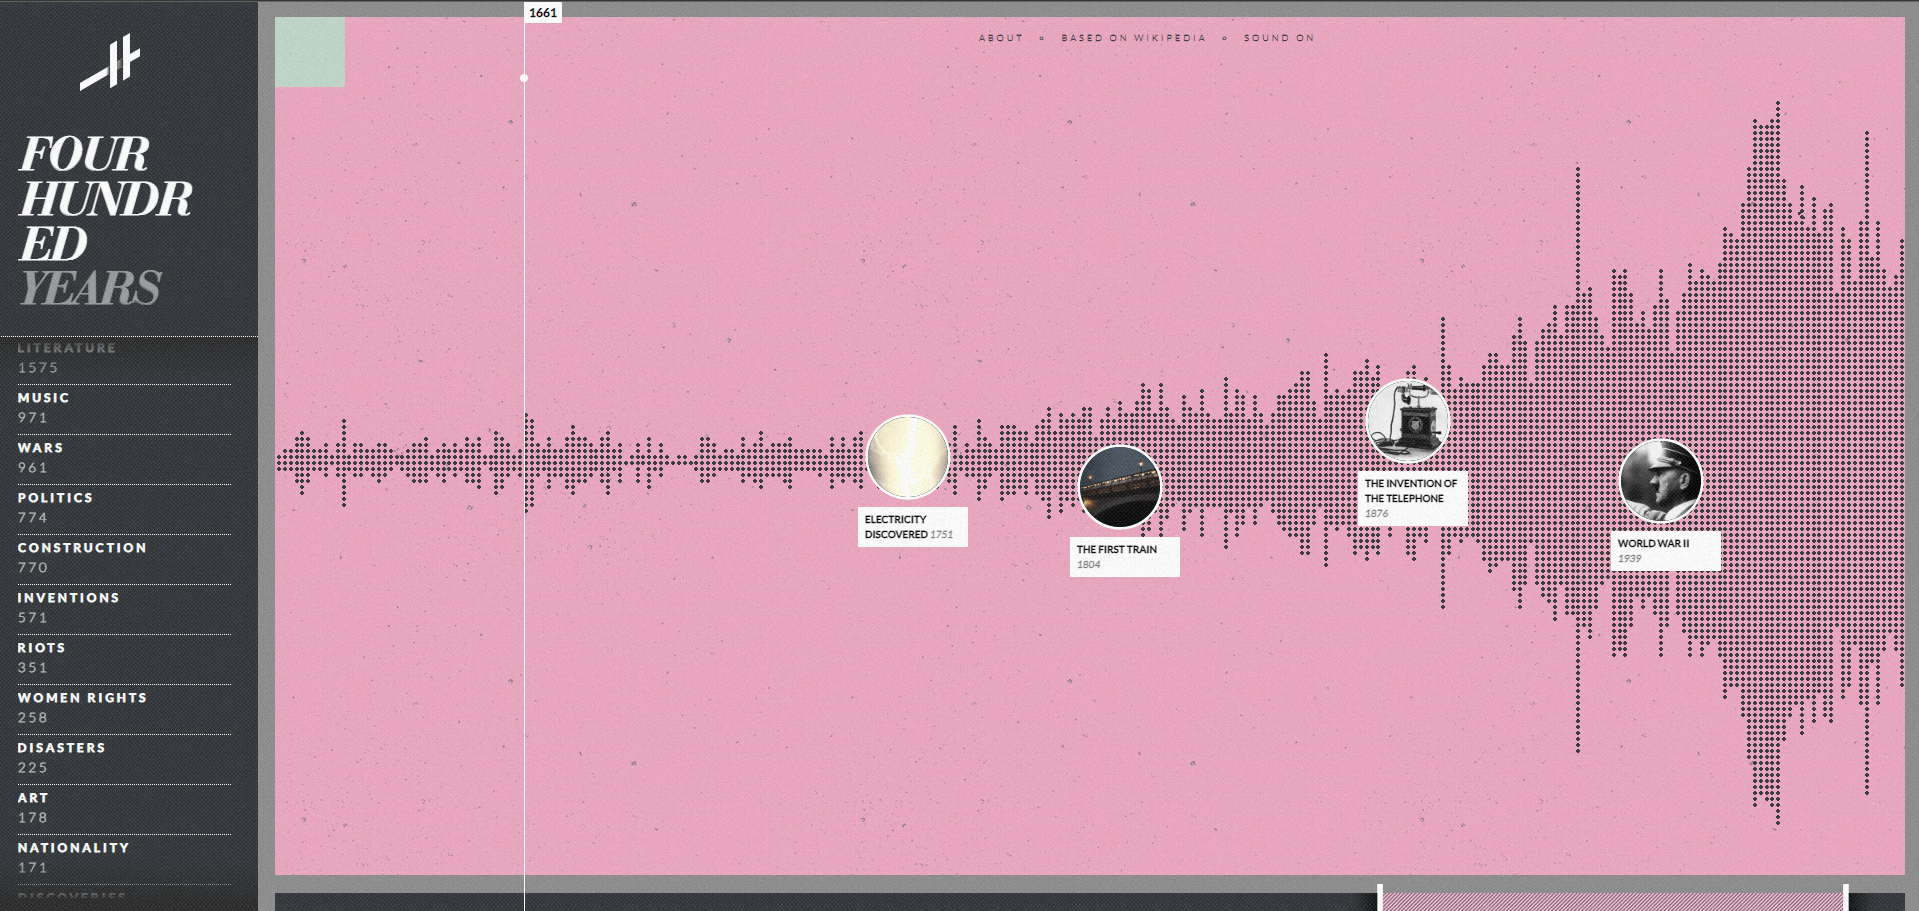 1661
ABOUT
BASED ON WIKIPEDIA
SOUND ON
FOUR
HUNDR
ED
YEARS
LITERATURE
1575
MUSIC
971
WARS
961
POLITICS
774
CONSTRUCTION
770
INVENTIONS
571
RIOTS
351
WOMEN RIGHTS
258
DISASTERS
225
ART
178
NATIONALITY
171
DISCOVERIES
ELECTRICITY
DISCOVERED 1751
THE FIRST TRAIN
1804
THE INVENTION OF
THE TELEPHONE
1876
WORLD WAR II
1939